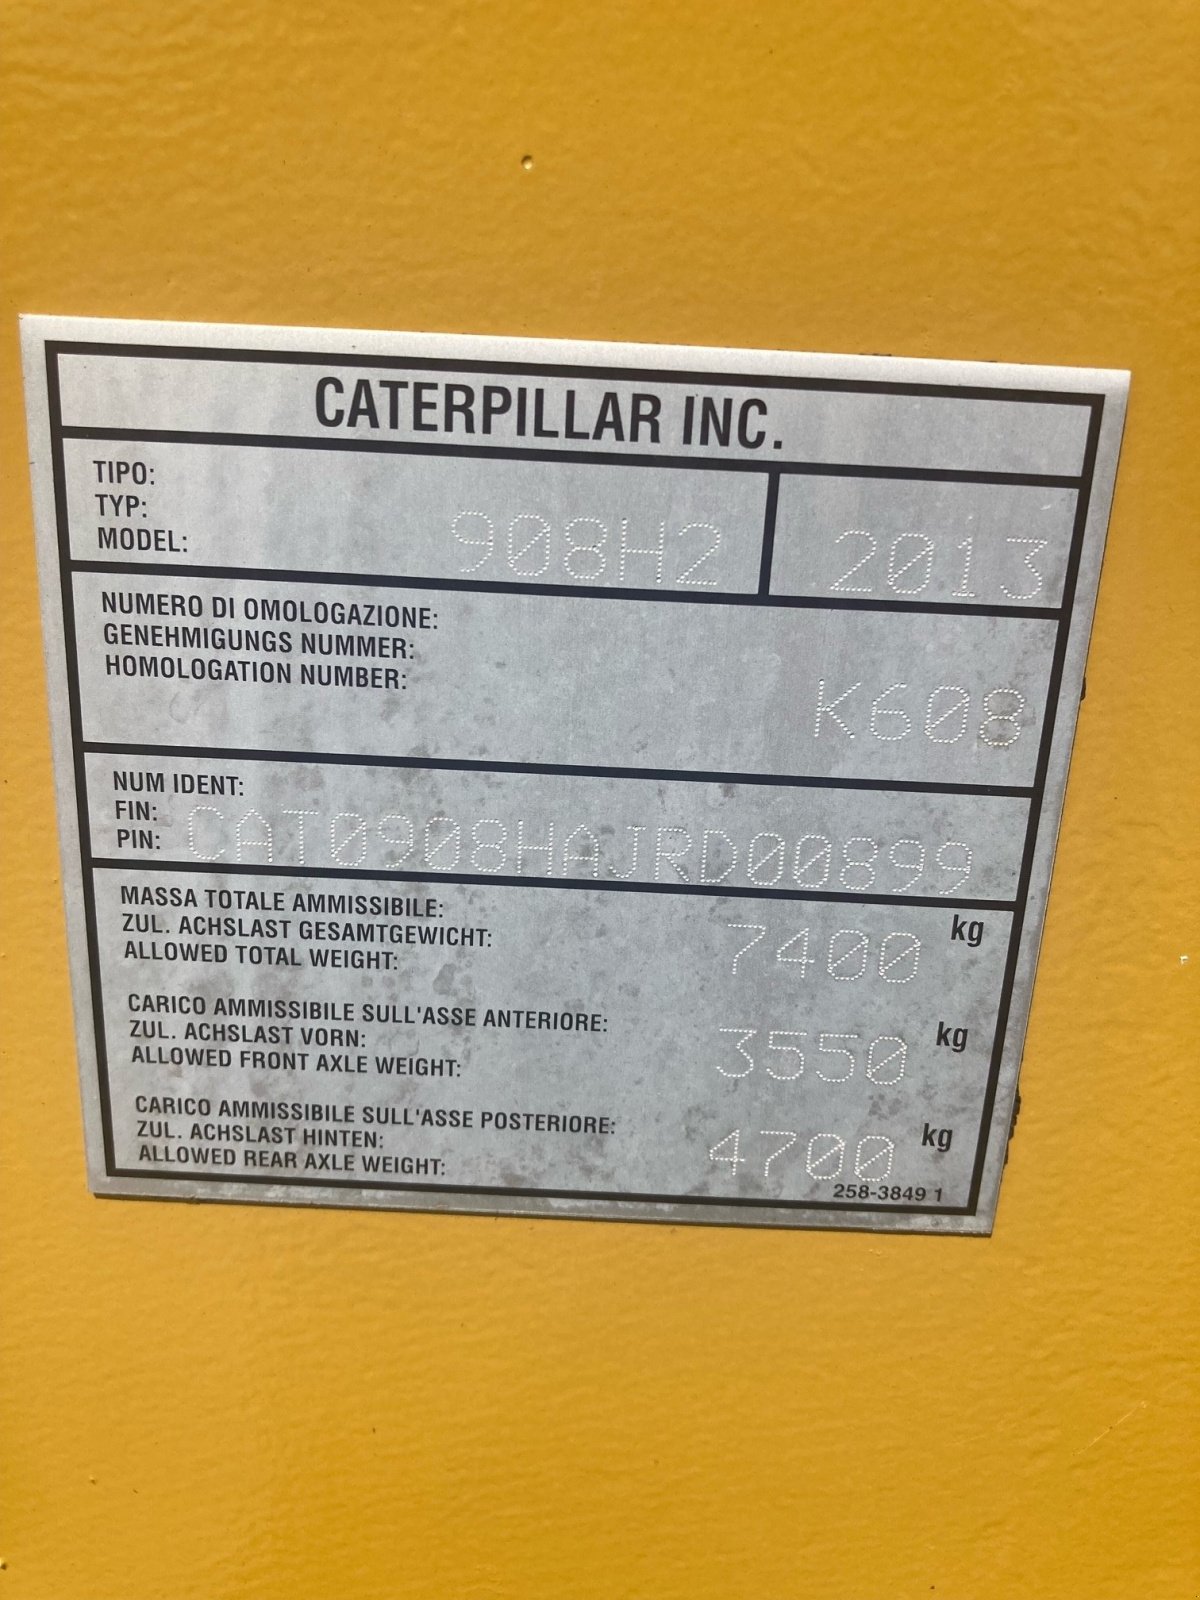 CATERPILLAR INC.
TIPO:
TYP:
MODEL: 908H2 2013
NUMERO DI OMOLOGAZIONE:
GENEHMIGUNGS NUMMER:
HOMOLOGATION NUMBER:
K608
NUM IDENT:
FIN:
PIN: CAT0908HAJRD00899
MASSA TOTALE AMMISSIBILE:
ZUL. ACHSLAST GESAMTGEWICHT:
ALLOWED TOTAL WEIGHT: 7400 kg
CARICO AMMISSIBILE SULL'ASSE ANTERIORE:
ZUL. ACHSLAST VORN:
ALLOWED FRONT AXLE WEIGHT: 3550 kg
CARICO AMMISSIBILE SULL'ASSE POSTERIORE:
ZUL. ACHSLAST HINTEN:
ALLOWED REAR AXLE WEIGHT: 4700 kg
258-3849 1